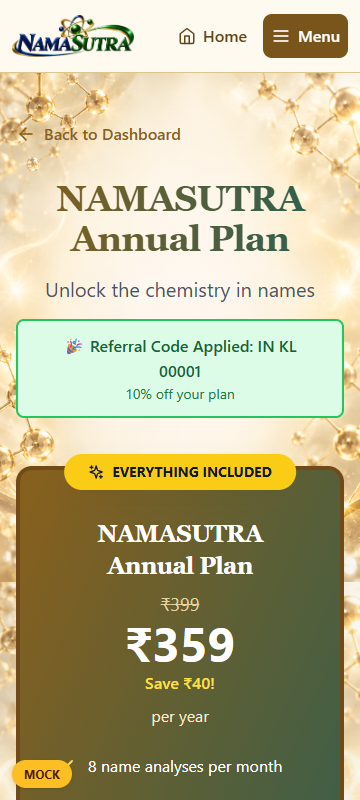 NAMASUTRA
Home
Menu
Back to Dashboard
NAMASUTRA
Annual Plan
Unlock the chemistry in names
🎉 Referral Code Applied: IN KL
00001
10% off your plan
EVERYTHING INCLUDED
NAMASUTRA
Annual Plan
₹399
₹359
Save ₹40!
per year
8 name analyses per month
MOCK